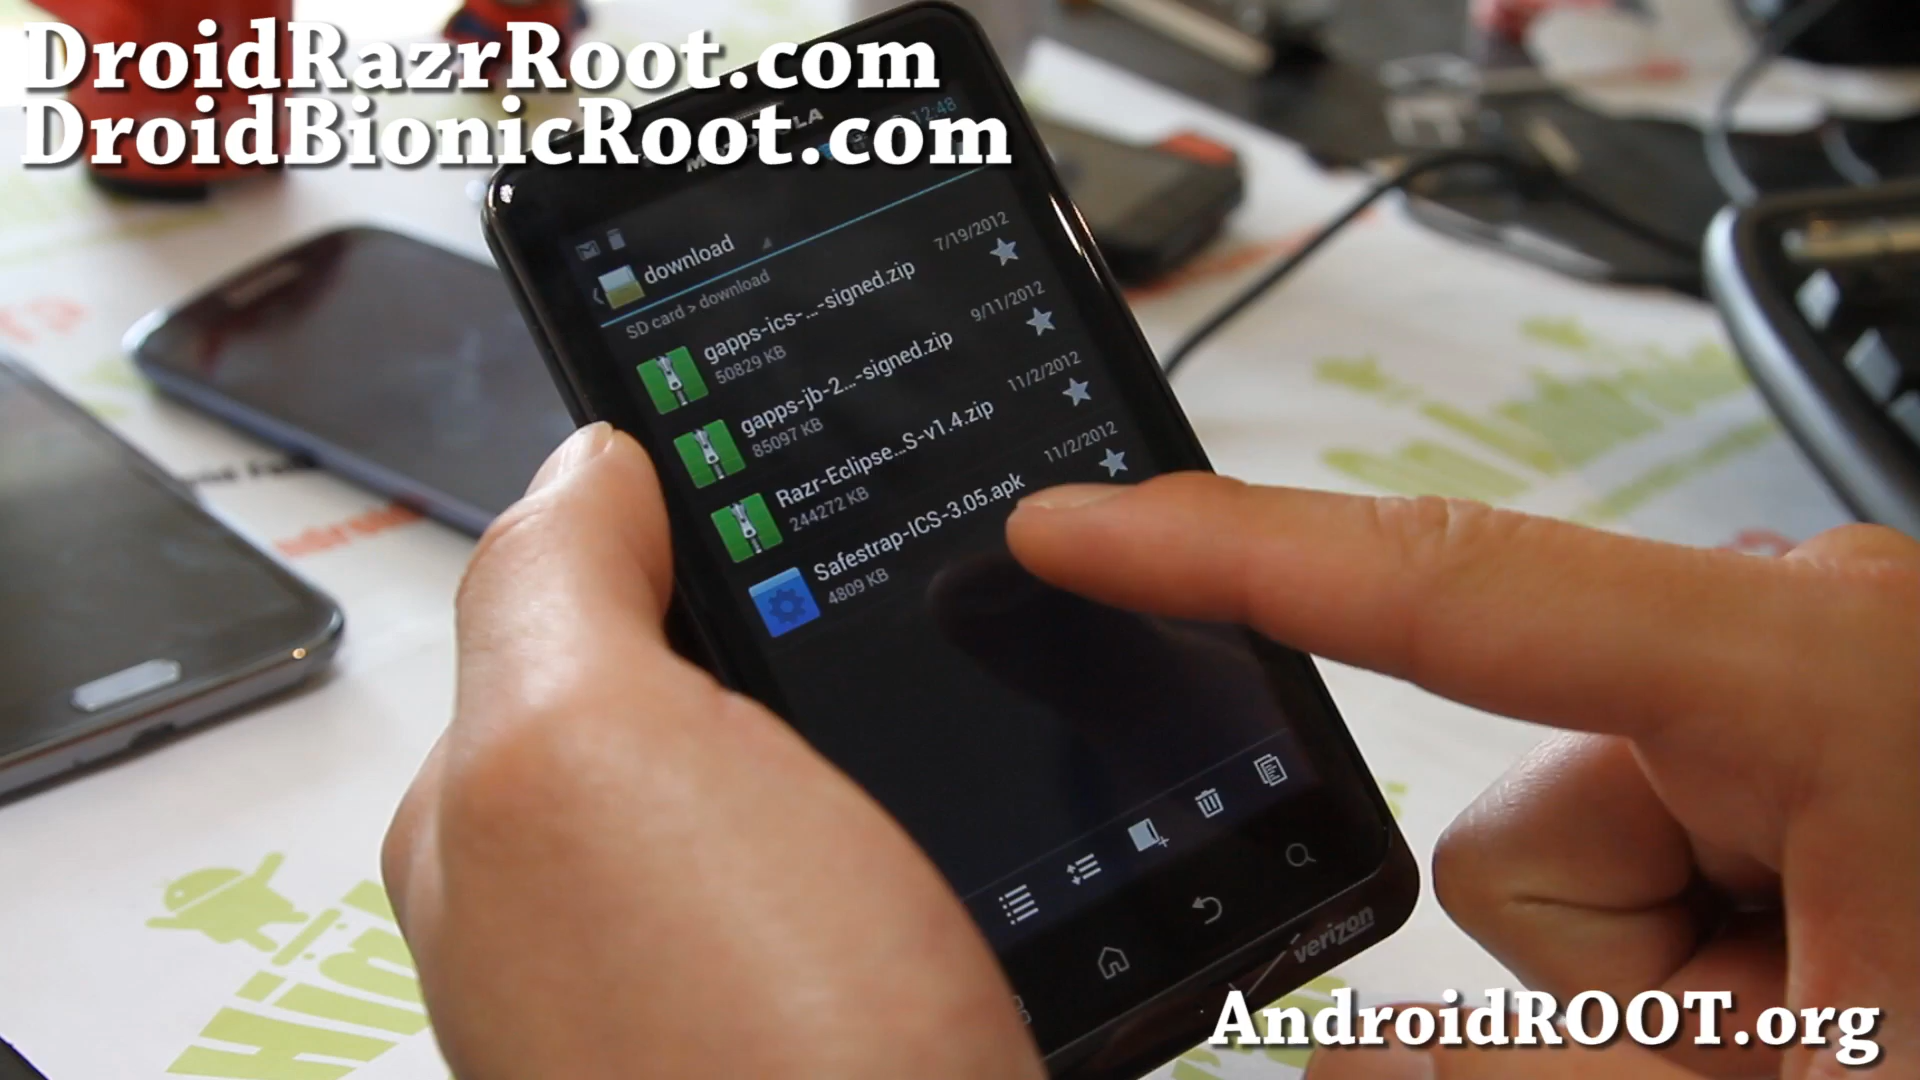 DroidRazrRoot.com
DroidBionicRoot.com
12:48
download
SD card > download
gapps-ics-...-signed.zip
7/19/2012
50829 KB
gapps-jb-2...-signed.zip
9/11/2012
85097 KB
Razr-Eclipse...S-v1.4.zip
11/2/2012
244272 KB
Safestrap-ICS-3.05.apk
11/2/2012
4809 KB
verizon
AndroidROOT.org